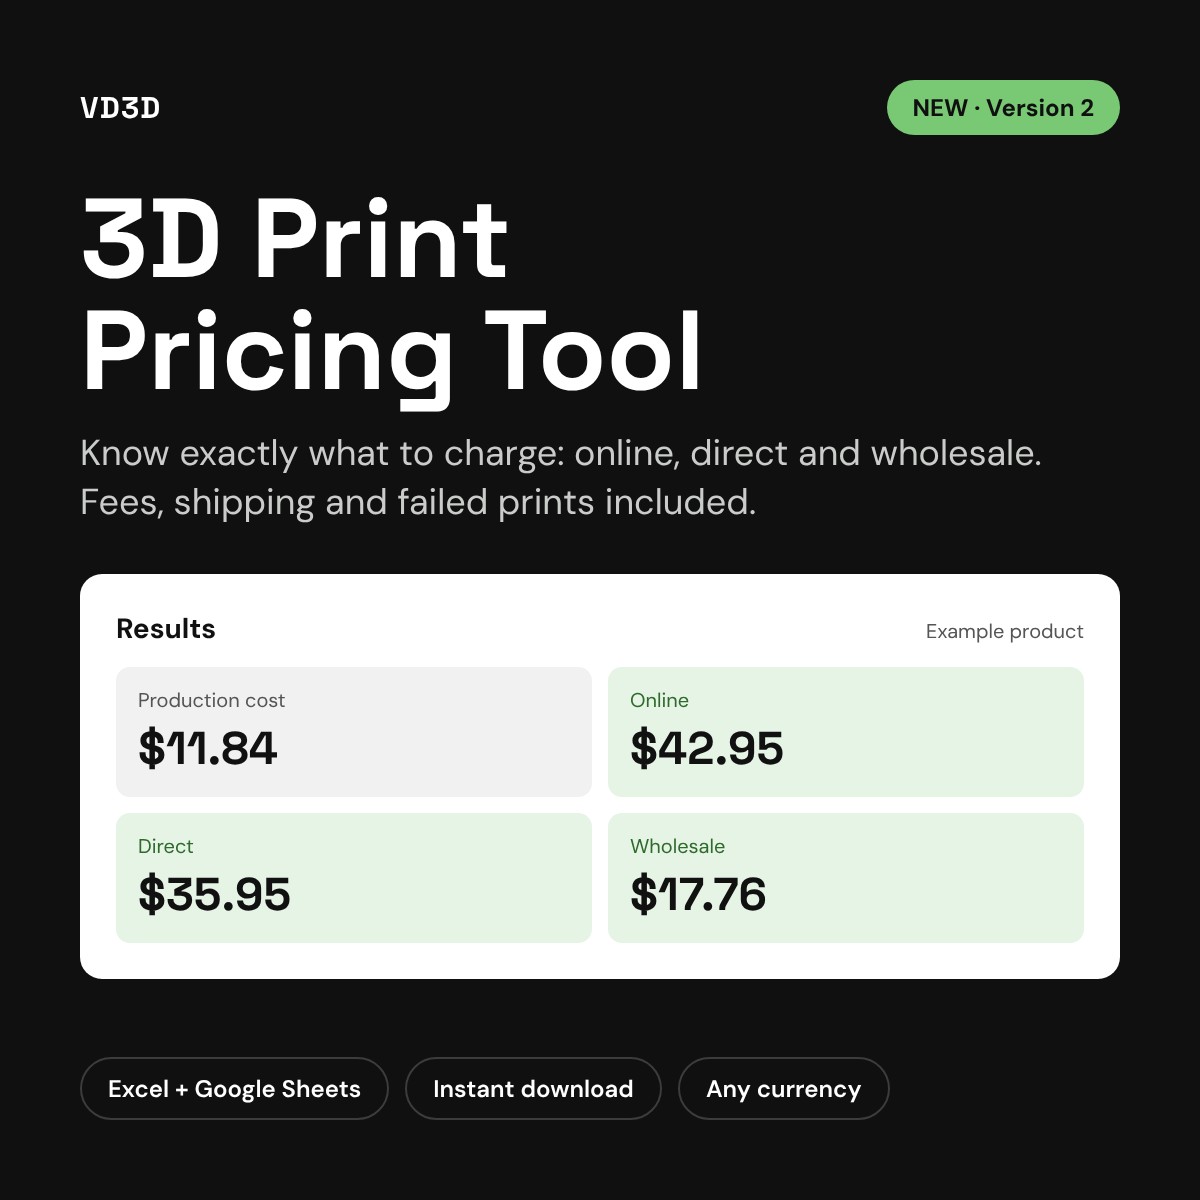 VD3D
NEW · Version 2
3D Print
Pricing Tool
Know exactly what to charge: online, direct and wholesale.
Fees, shipping and failed prints included.
Results
Example product
Production cost
$11.84
Online
$42.95
Direct
$35.95
Wholesale
$17.76
Excel + Google Sheets
Instant download
Any currency